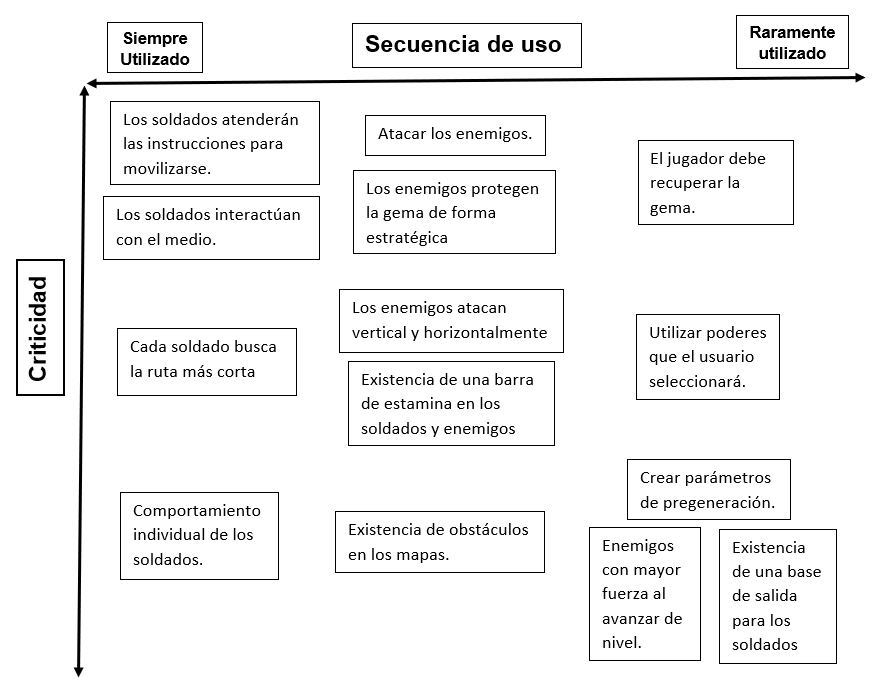 Siempre
Utilizado
Secuencia de uso
Raramente
utilizado
Criticidad
Los soldados atenderán
las instrucciones para
movilizarse.
Atacar los enemigos.
El jugador debe
recuperar la
gema.
Los soldados interactúan
con el medio.
Los enemigos protegen
la gema de forma
estratégica
Cada soldado busca
la ruta más corta
Los enemigos atacan
vertical y horizontalmente
Utilizar poderes
que el usuario
seleccionará.
Existencia de una barra
de estamina en los
soldados y enemigos
Comportamiento
individual de los
soldados.
Existencia de obstáculos
en los mapas.
Crear parámetros
de pregeneración.
Enemigos
con mayor
fuerza al
avanzar de
nivel.
Existencia
de una base
de salida
para los
soldados